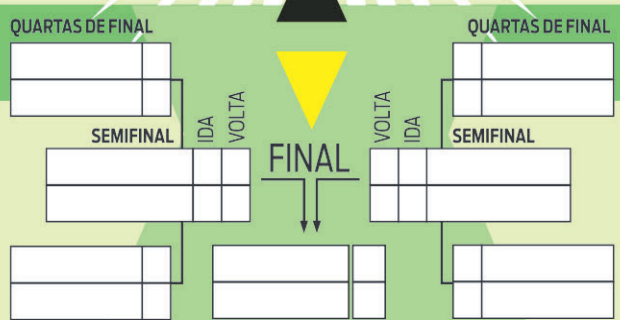 QUARTAS DE FINAL
QUARTAS DE FINAL
SEMIFINAL
IDA
VOLTA
FINAL
VOLTA
IDA
SEMIFINAL